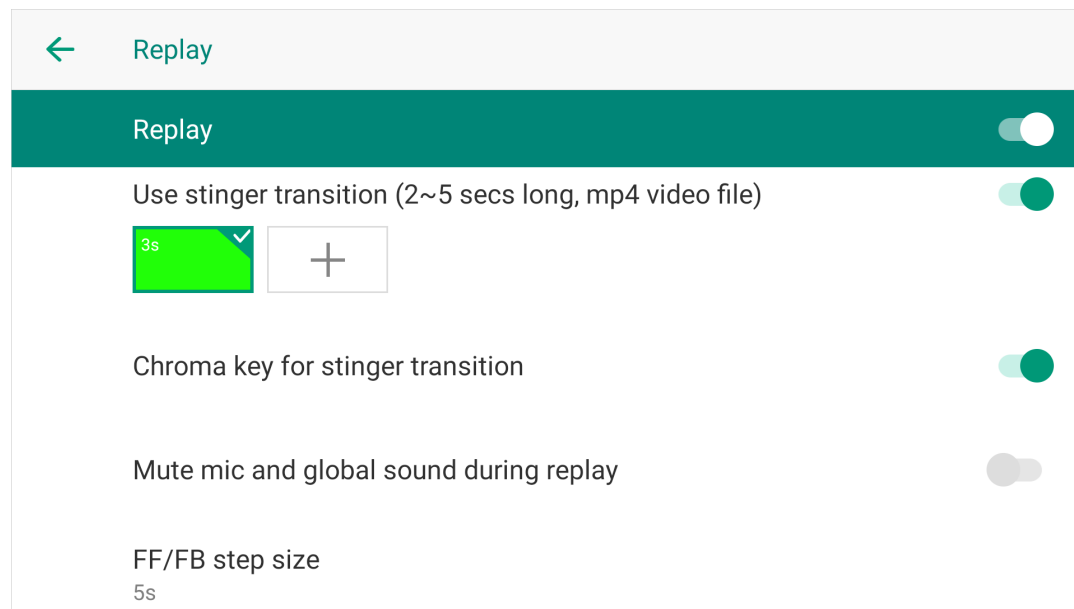 Replay
Replay
Use stinger transition (2~5 secs long, mp4 video file)
3s
Chroma key for stinger transition
Mute mic and global sound during replay
FF/FB step size
5s